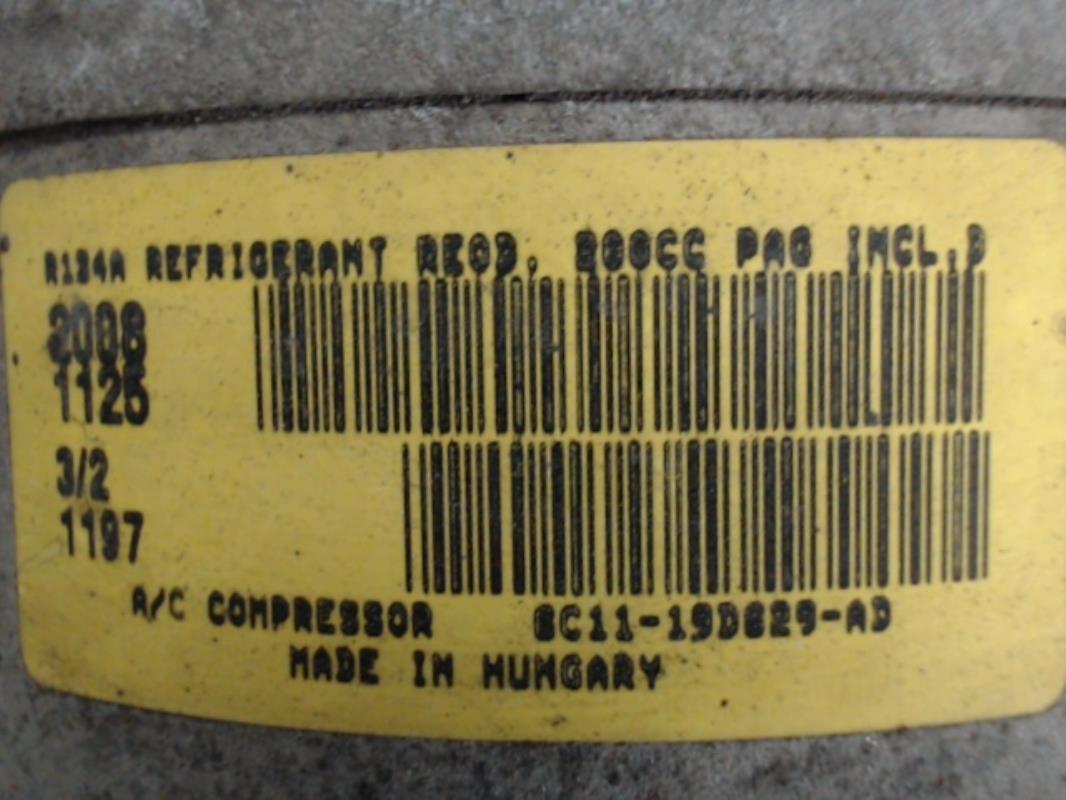 R134A REFRIGERANT REQD. 200CC PAG INCL.D
2008
1125
3/2
1197
A/C COMPRESSOR 6C11-19D629-AD
MADE IN HUNGARY